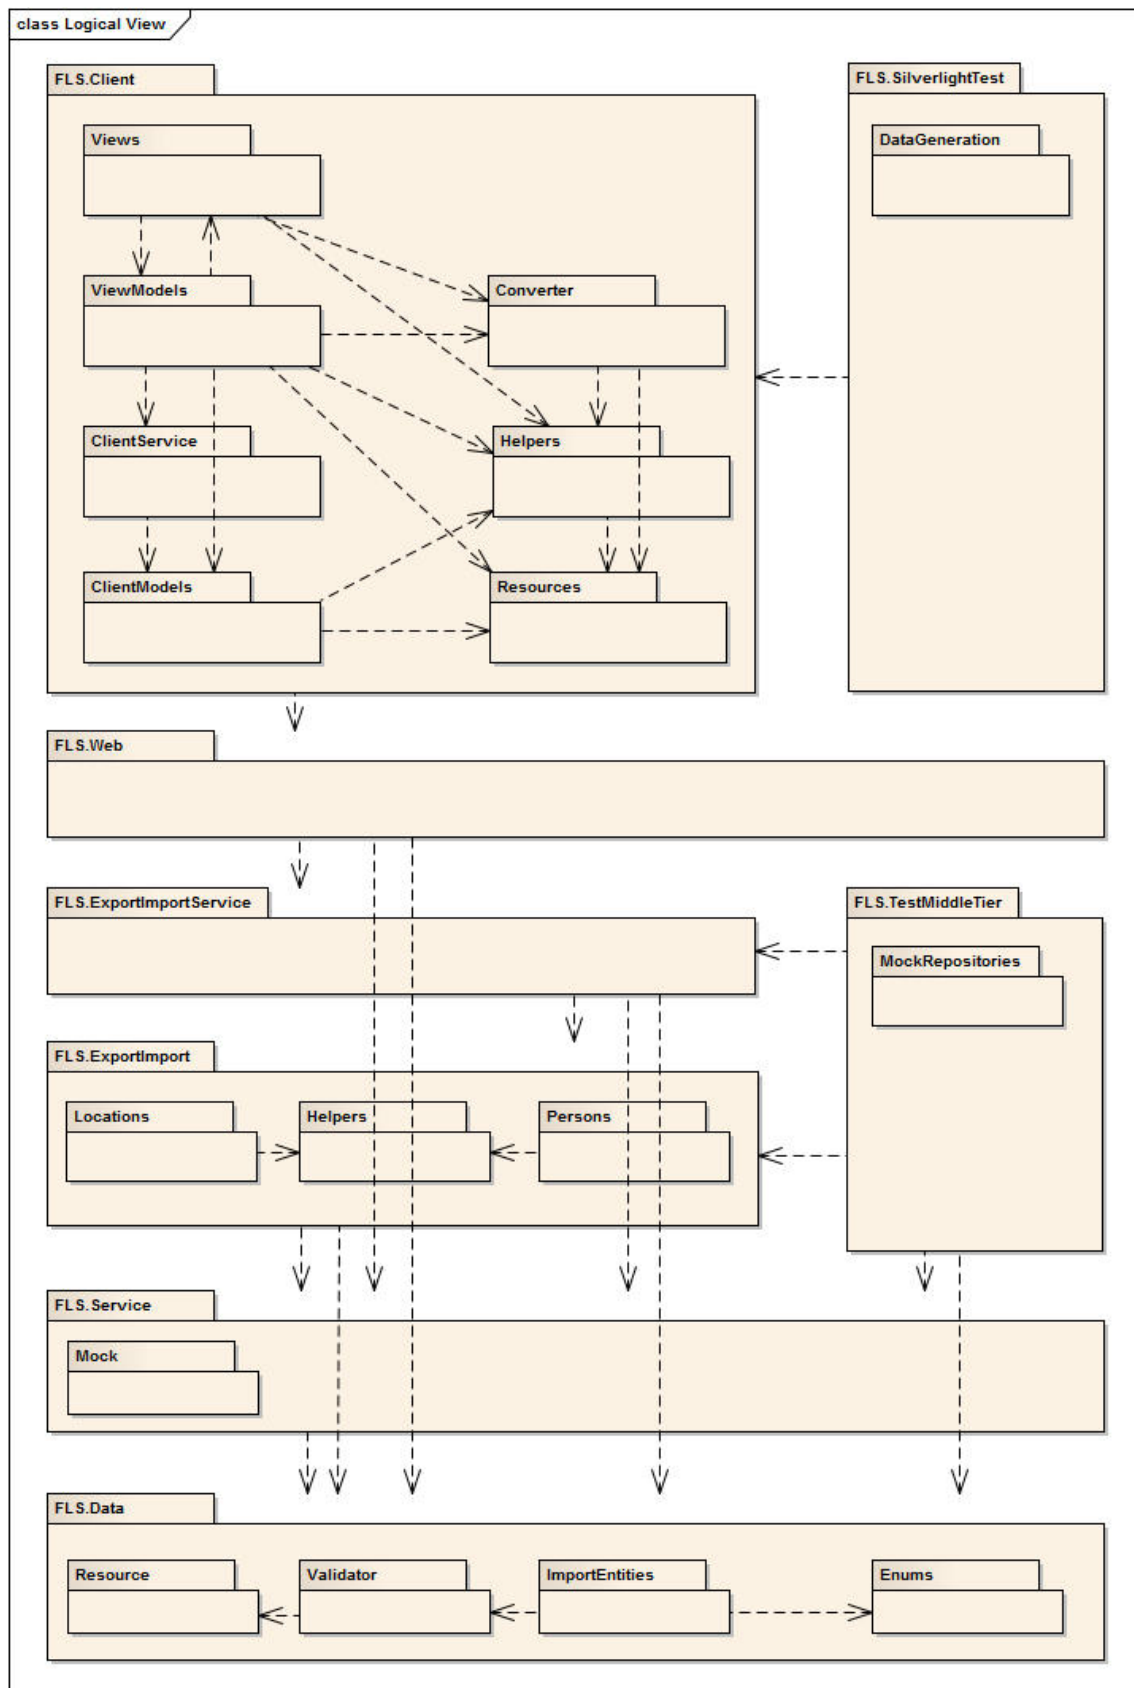 class Logical View
FLS.Client
FLS.SilverlightTest
Views
DataGeneration
ViewModels
Converter
ClientService
Helpers
ClientModels
Resources
FLS.Web
FLS.ExportImportService
FLS.TestMiddleTier
MockRepositories
FLS.ExportImport
Locations
Helpers
Persons
FLS.Service
Mock
FLS.Data
Resource
Validator
ImportEntities
Enums